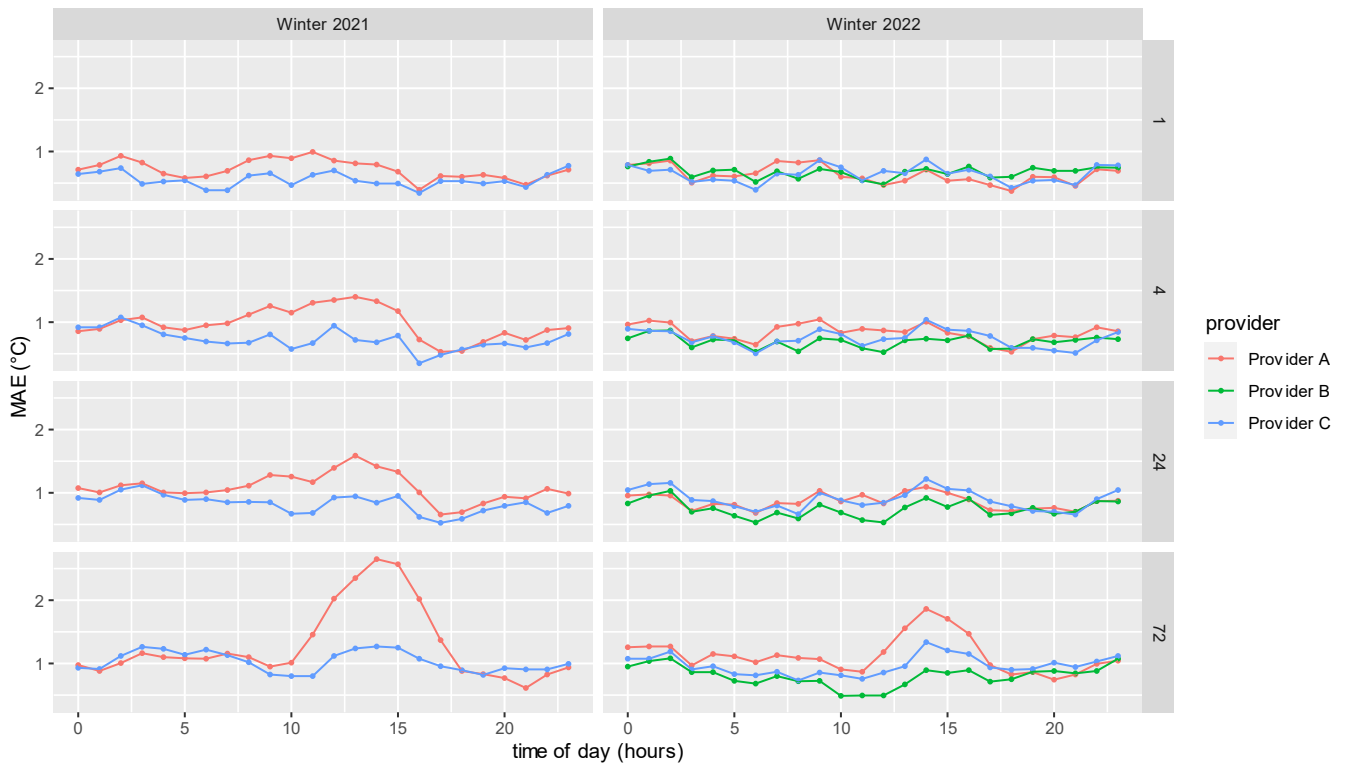 Winter 2021 Winter 2022
2
1
1
2
1
4
provider
Provider A
Provider B
Provider C
MAE (°C)
2
1
24
2
1
72
0 5 10 15 20 0 5 10 15 20
time of day (hours)